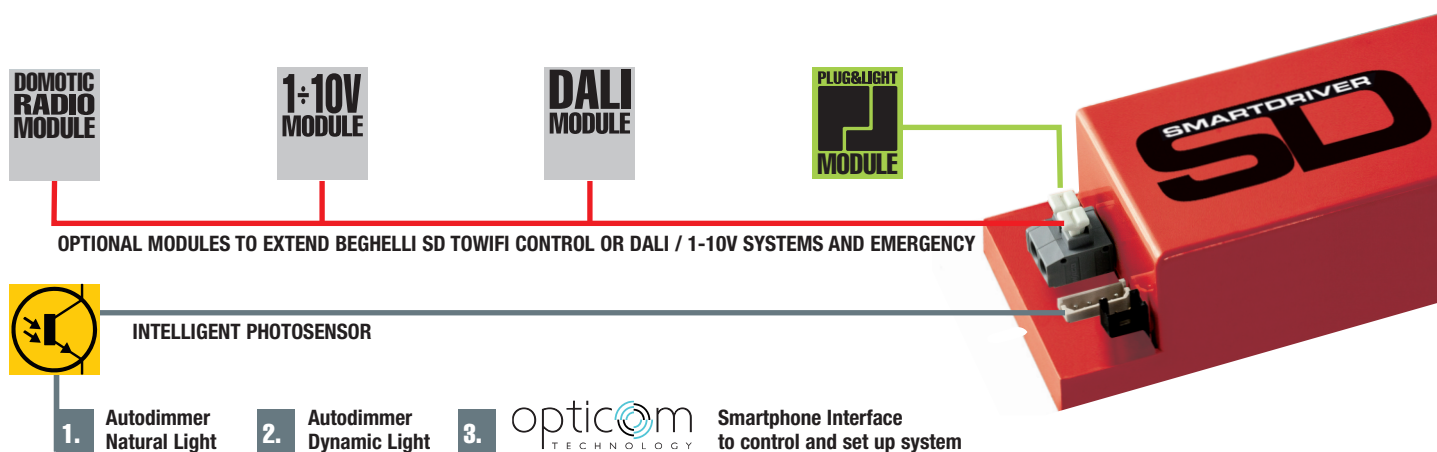 DOMOTIC
RADIO
MODULE
1÷10V
MODULE
DALI
MODULE
PLUG&LIGHT
MODULE
SMARTDRIVER
SD
OPTIONAL MODULES TO EXTEND BEGHELLI SD TOWIFI CONTROL OR DALI / 1-10V SYSTEMS AND EMERGENCY
INTELLIGENT PHOTOSENSOR
1. Autodimmer
Natural Light
2. Autodimmer
Dynamic Light
3. opticom
TECHNOLOGY
Smartphone Interface
to control and set up system